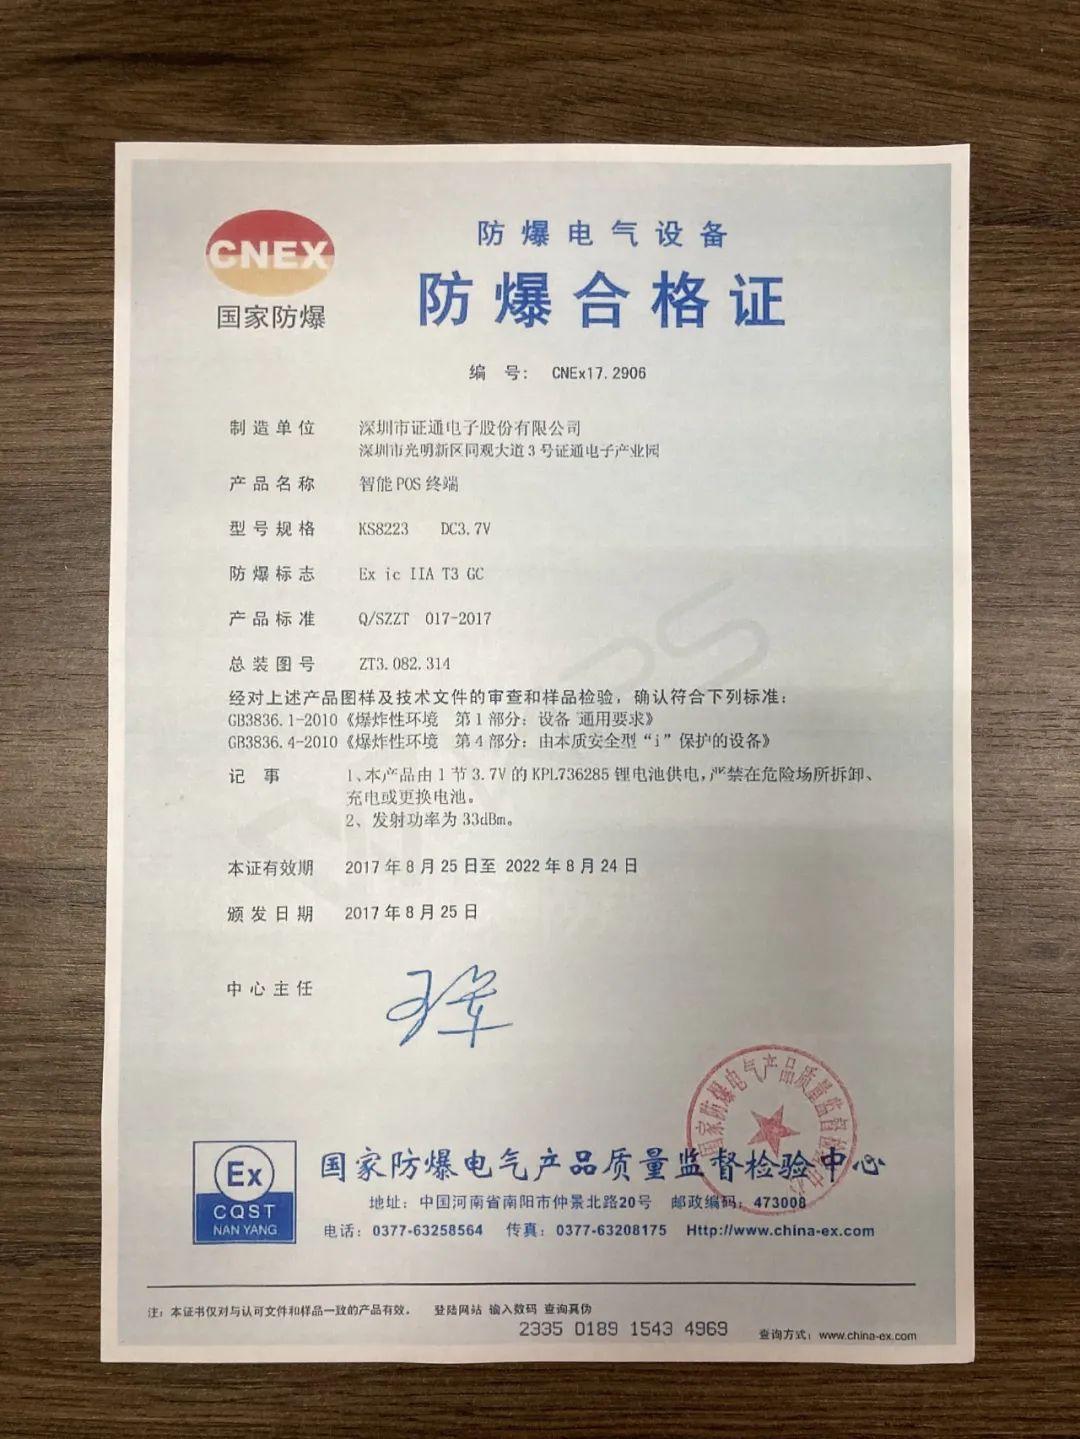 CNEX
国家防爆
防爆电气设备
防爆合格证
编 号： CNEx17.2906
制造单位 深圳市证通电子股份有限公司
深圳市光明新区同观大道3号证通电子产业园
产品名称 智能POS终端
型号规格 KS8223 DC3.7V
防爆标志 Ex ic IIA T3 GC
产品标准 Q/SZZT 017-2017
总装图号 ZT3.082.314
经对上述产品图样及技术文件的审查和样品检验，确认符合下列标准：
GB3836.1-2010《爆炸性环境 第1部分：设备 通用要求》
GB3836.4-2010《爆炸性环境 第4部分：由本质安全型“i”保护的设备》
记 事 1、本产品由1节3.7V的KPL736285锂电池供电，严禁在危险场所拆卸、
充电或更换电池。
2、发射功率为33dBm。
本证有效期 2017年8月25日至 2022年8月24日
颁发日期 2017年8月25日
中心主任
国家防爆电气产品质量监督检
Ex
CQST
NAN YANG
国家防爆电气产品质量监督检验中心
地址：中国河南省南阳市仲景北路20号 邮政编码：473008
电话：0377-63258564 传真：0377-63208175 Http://www.china-ex.com
注：本证书仅对与认可文件和样品一致的产品有效。 登陆网站 输入数码 查询真伪
2335 0189 1543 4969 查询方式：www.china-ex.com